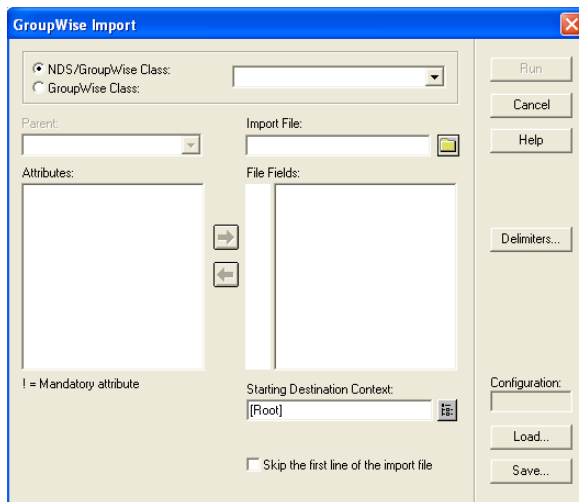 GroupWise Import
NDS/GroupWise Class:
GroupWise Class:
Run
Cancel
Help
Parent:
Import File:
Attributes:
File Fields:
Delimiters...
! = Mandatory attribute
Starting Destination Context:
[Root]
Configuration:
Load...
Skip the first line of the import file
Save...